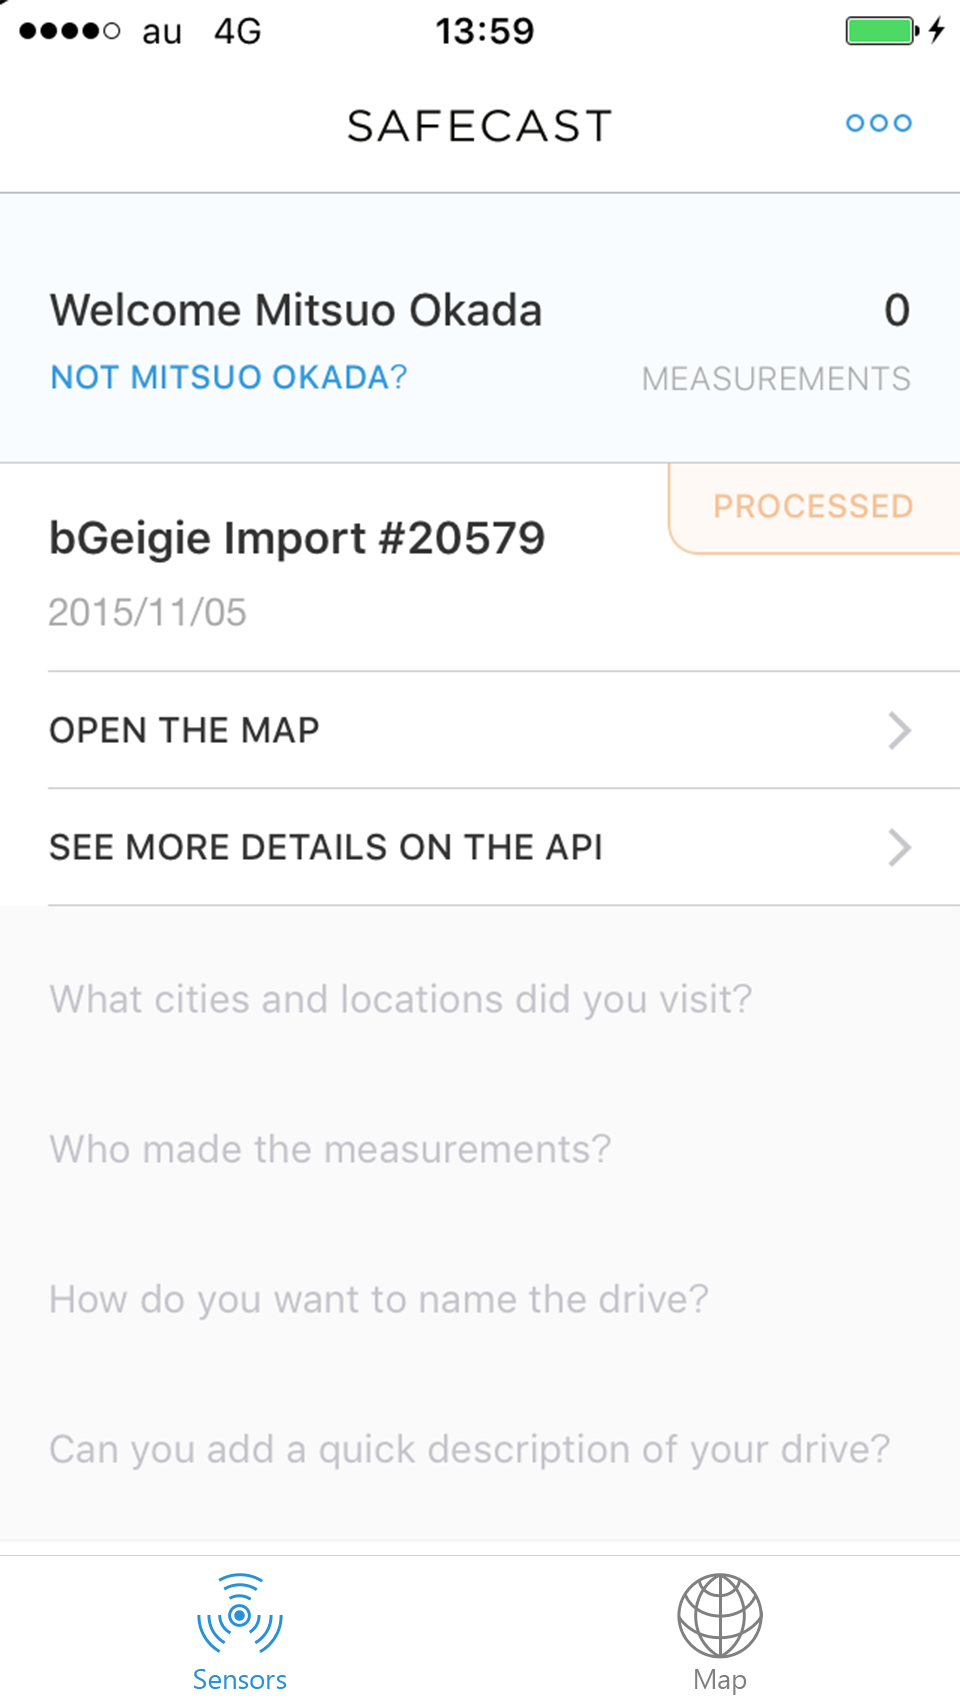 au 4G 13:59
SAFECAST
Welcome Mitsuo Okada 0
NOT MITSUO OKADA? MEASUREMENTS
PROCESSED
bGeigie Import #20579
2015/11/05
OPEN THE MAP
SEE MORE DETAILS ON THE API
What cities and locations did you visit?
Who made the measurements?
How do you want to name the drive?
Can you add a quick description of your drive?
Sensors Map